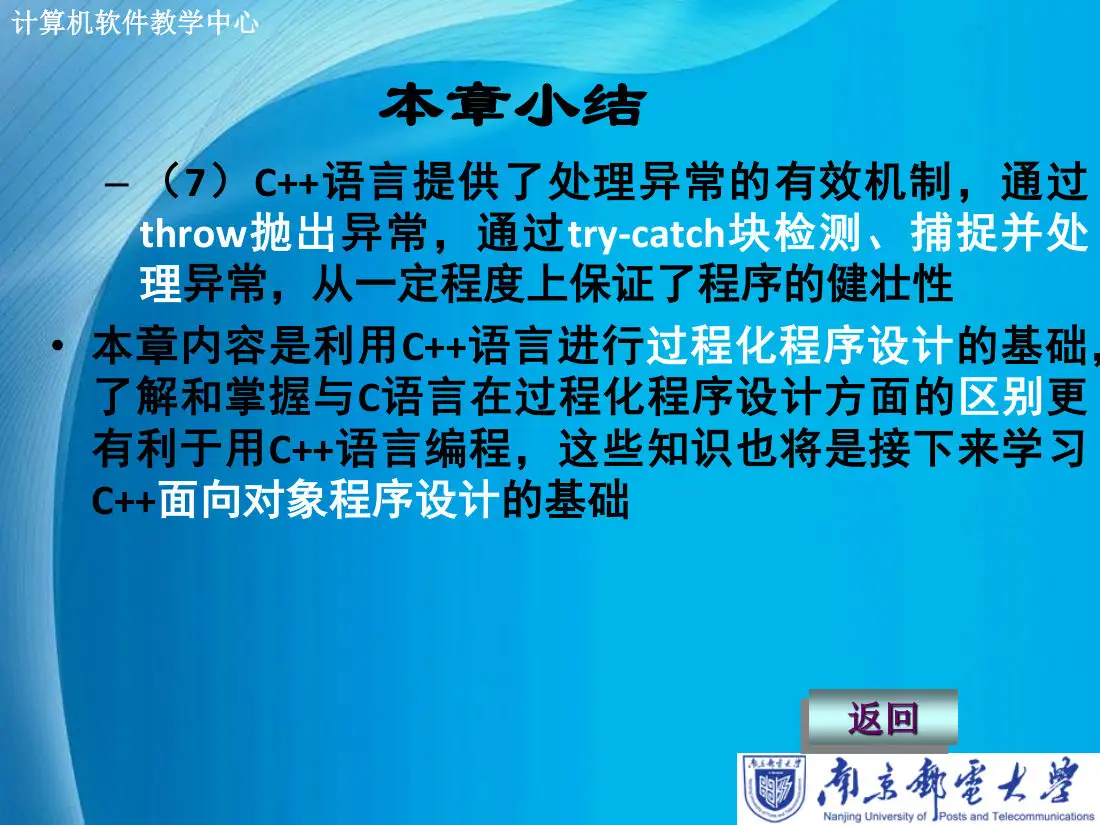 计算机软件教学中心
本章小结
– （7）C++语言提供了处理异常的有效机制，通过
throw抛出异常，通过try-catch块检测、捕捉并处
理异常，从一定程度上保证了程序的健壮性
• 本章内容是利用C++语言进行过程化程序设计的基础，
了解和掌握与C语言在过程化程序设计方面的区别更
有利于用C++语言编程，这些知识也将是接下来学习
C++面向对象程序设计的基础
返回
南京郵電大學
Nanjing University of Posts and Telecommunications